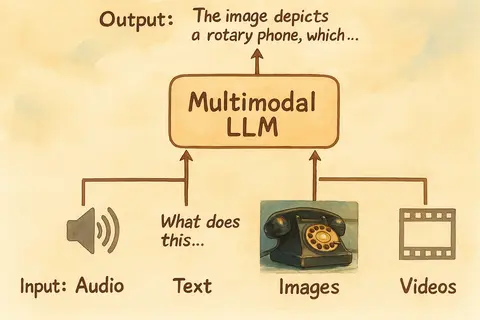 Output: The image depicts
a rotary phone, which...
Multimodal
LLM
What does
this...
Input: Audio Text Images Videos